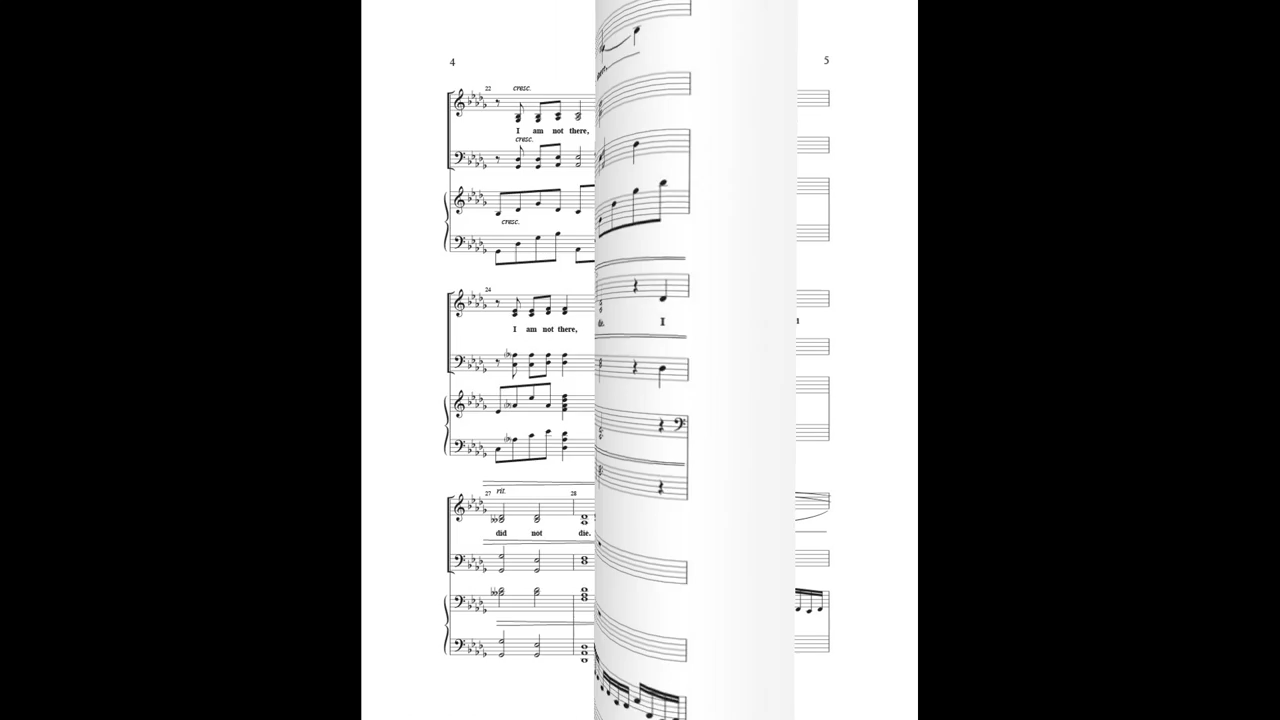 4
5
22
cresc.
I am not there,
cresc.
cresc.
24
I am not there,
die. I
27 rit. 28
did not die.